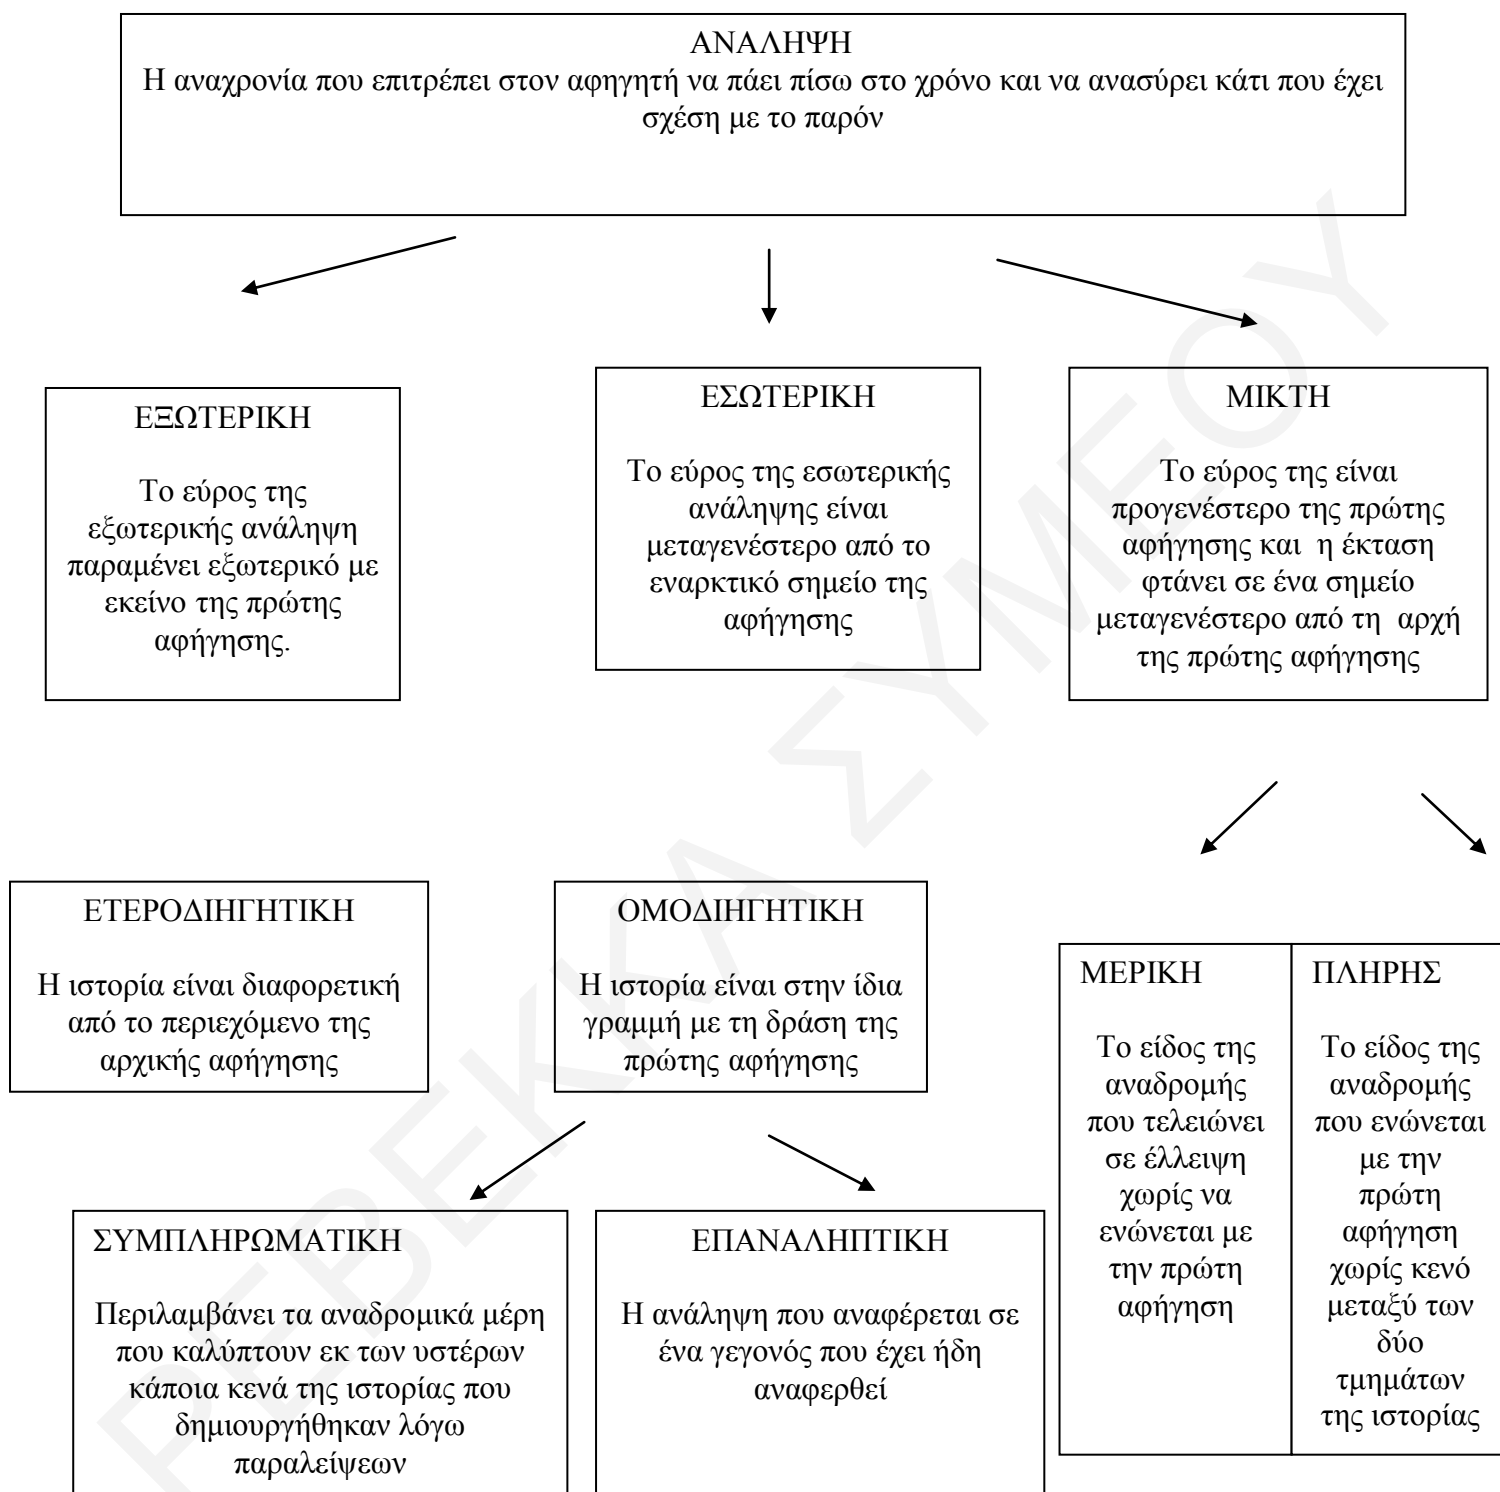 ΑΝΑΛΗΨΗ
Η αναχρονία που επιτρέπει στον αφηγητή να πάει πίσω στο χρόνο και να ανασύρει κάτι που έχει
σχέση με το παρόν
ΕΞΩΤΕΡΙΚΗ
Το εύρος της
εξωτερικής ανάληψη
παραμένει εξωτερικό με
εκείνο της πρώτης
αφήγησης.
ΕΣΩΤΕΡΙΚΗ
Το εύρος της εσωτερικής
ανάληψης είναι
μεταγενέστερο από το
εναρκτικό σημείο της
αφήγησης
ΜΙΚΤΗ
Το εύρος της είναι
προγενέστερο της πρώτης
αφήγησης και  η έκταση
φτάνει σε ένα σημείο
μεταγενέστερο από τη  αρχή
της πρώτης αφήγησης
ΕΤΕΡΟΔΙΗΓΗΤΙΚΗ
Η ιστορία είναι διαφορετική
από το περιεχόμενο της
αρχικής αφήγησης
ΟΜΟΔΙΗΓΗΤΙΚΗ
Η ιστορία είναι στην ίδια
γραμμή με τη δράση της
πρώτης αφήγησης
ΜΕΡΙΚΗ
Το είδος της
αναδρομής
που τελειώνει
σε έλλειψη
χωρίς να
ενώνεται με
την πρώτη
αφήγηση
ΠΛΗΡΗΣ
Το είδος της
αναδρομής
που ενώνεται
με την
πρώτη
αφήγηση
χωρίς κενό
μεταξύ των
δύο
τμημάτων
της ιστορίας
ΣΥΜΠΛΗΡΩΜΑΤΙΚΗ
Περιλαμβάνει τα αναδρομικά μέρη
που καλύπτουν εκ των υστέρων
κάποια κενά της ιστορίας που
δημιουργήθηκαν λόγω
παραλείψεων
ΕΠΑΝΑΛΗΠΤΙΚΗ
Η ανάληψη που αναφέρεται σε
ένα γεγονός που έχει ήδη
αναφερθεί
ΡΕΒΕΚΚΑ ΣΥΜΕΟΥ